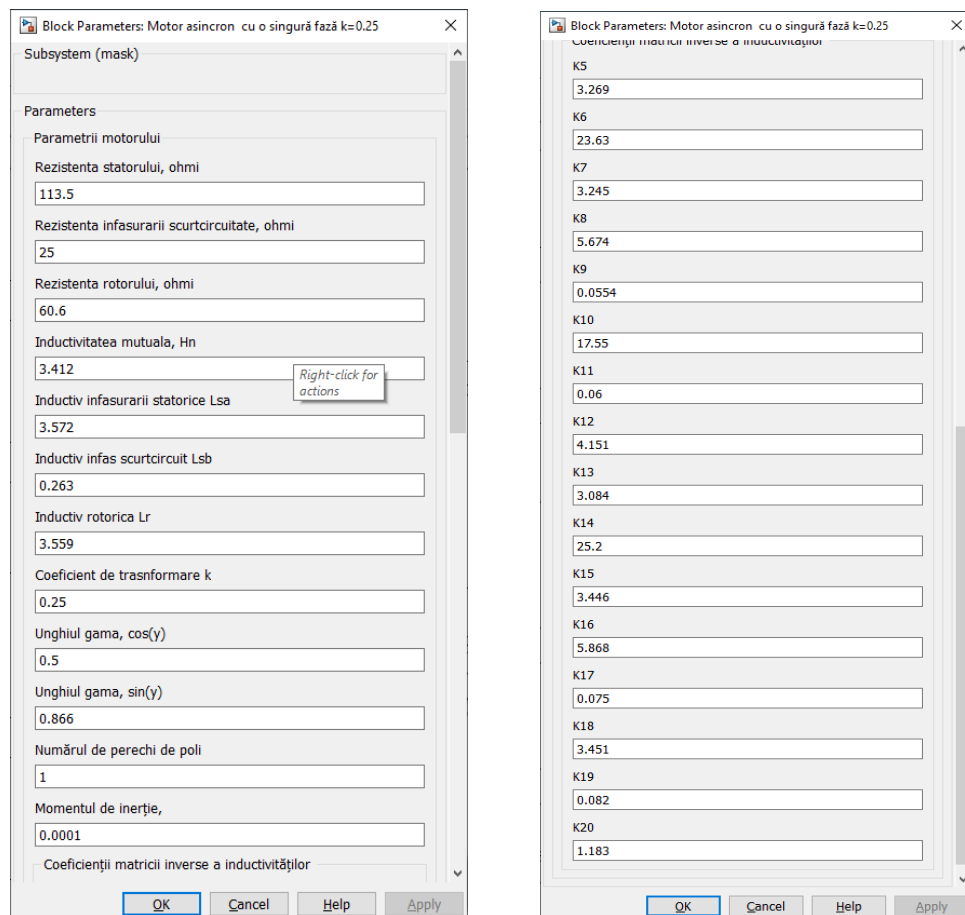 Block Parameters: Motor asincron cu o singură fază k=0.25
Subsystem (mask)
Parameters
Parametrii motorului
Rezistenta statorului, ohmi
113.5
Rezistenta infasurarii scurtcircuitate, ohmi
25
Rezistenta rotorului, ohmi
60.6
Inductivitatea mutuala, Hn
3.412
Right-click for
actions
Inductiv infasurarii statorice Lsa
3.572
Inductiv infas scurtcircuit Lsb
0.263
Inductiv rotorica Lr
3.559
Coeficient de trasnformare k
0.25
Unghiul gama, cos(y)
0.5
Unghiul gama, sin(y)
0.866
Numărul de perechi de poli
1
Momentul de inerție,
0.0001
Coeficienții matricii inverse a inductivităților
OK Cancel Help Apply
Block Parameters: Motor asincron cu o singură fază k=0.25
Coeficienții matricii inverse a inductivităților
K5
3.269
K6
23.63
K7
3.245
K8
5.674
K9
0.0554
K10
17.55
K11
0.06
K12
4.151
K13
3.084
K14
25.2
K15
3.446
K16
5.868
K17
0.075
K18
3.451
K19
0.082
K20
1.183
OK Cancel Help Apply